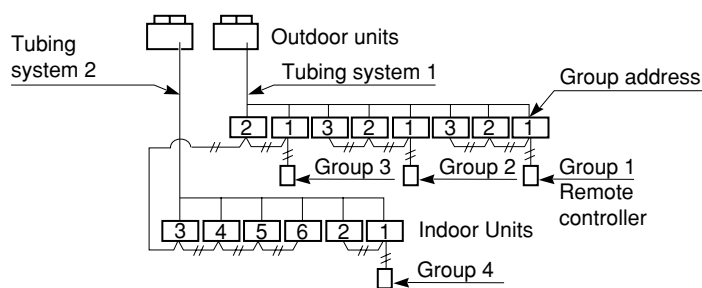 Outdoor units
Tubing system 2
Tubing system 1
Group address
2 1 3 2 1 3 2 1
Group 3
Group 2
Group 1
Remote controller
3 4 5 6 2 1
Indoor Units
Group 4